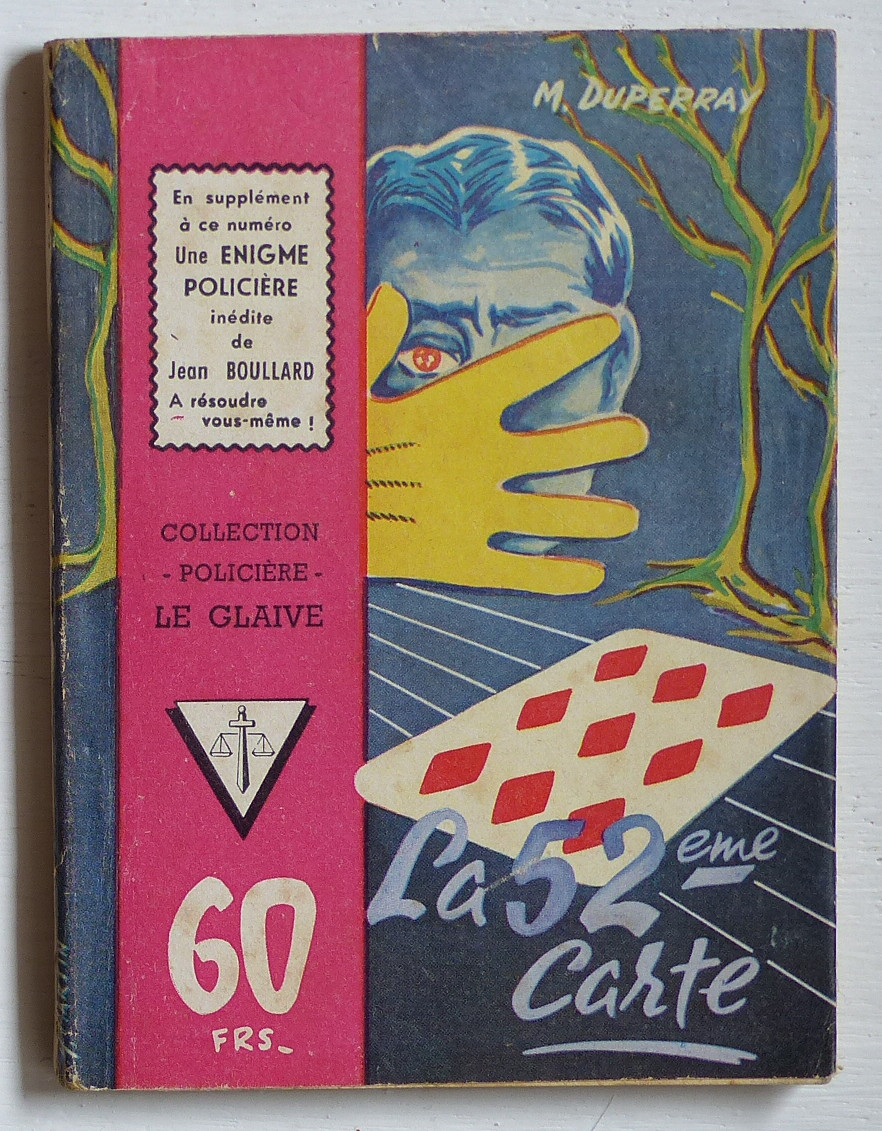 M. DUPERRAY
En supplément
à ce numéro
Une ENIGME
POLICIÈRE
inédite
de
Jean BOULLARD
A résoudre
vous-même !
COLLECTION
- POLICIÈRE -
LE GLAIVE
La 52eme
carte
60
FRS_